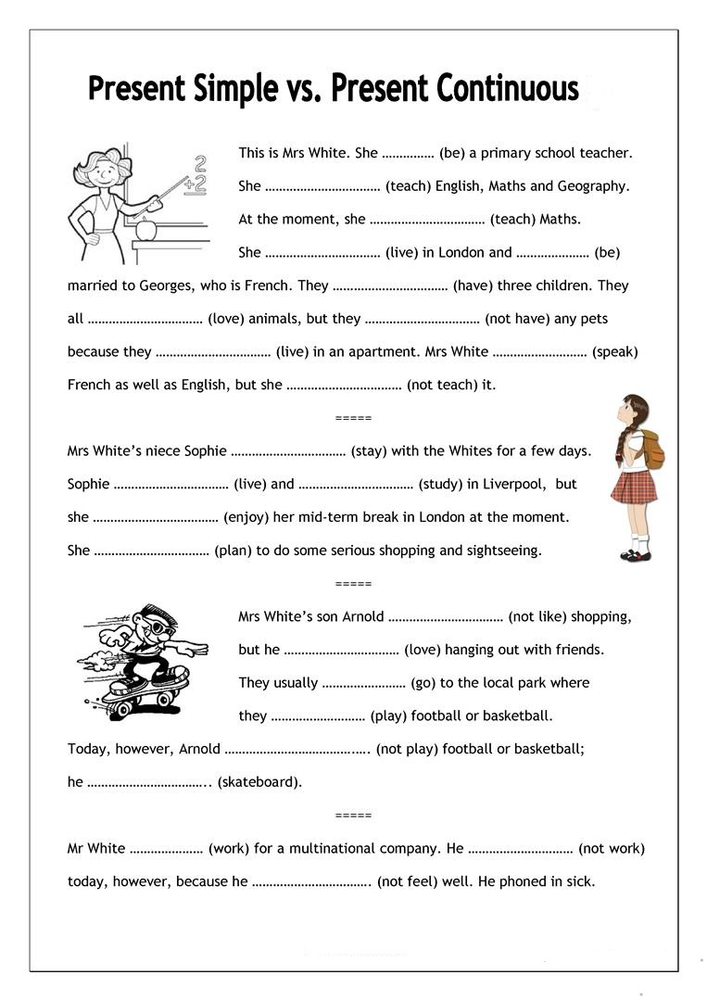 Present Simple vs. Present Continuous
2
+2
This is Mrs White. She …………… (be) a primary school teacher.
She …………………………… (teach) English, Maths and Geography.
At the moment, she …………………………… (teach) Maths.
She …………………………… (live) in London and ………………… (be)
married to Georges, who is French. They …………………………… (have) three children. They
all …………………………… (love) animals, but they …………………………… (not have) any pets
because they …………………………… (live) in an apartment. Mrs White ……………………… (speak)
French as well as English, but she …………………………… (not teach) it.
=====
Mrs White’s niece Sophie …………………………… (stay) with the Whites for a few days.
Sophie …………………………… (live) and …………………………… (study) in Liverpool, but
she ……………………………… (enjoy) her mid-term break in London at the moment.
She …………………………… (plan) to do some serious shopping and sightseeing.
=====
Mrs White’s son Arnold …………………………… (not like) shopping,
but he …………………………… (love) hanging out with friends.
They usually …………………… (go) to the local park where
they ……………………… (play) football or basketball.
Today, however, Arnold ……………………………….…. (not play) football or basketball;
he …………………………….. (skateboard).
=====
Mr White ………………… (work) for a multinational company. He ………………………… (not work)
today, however, because he ……………………………. (not feel) well. He phoned in sick.